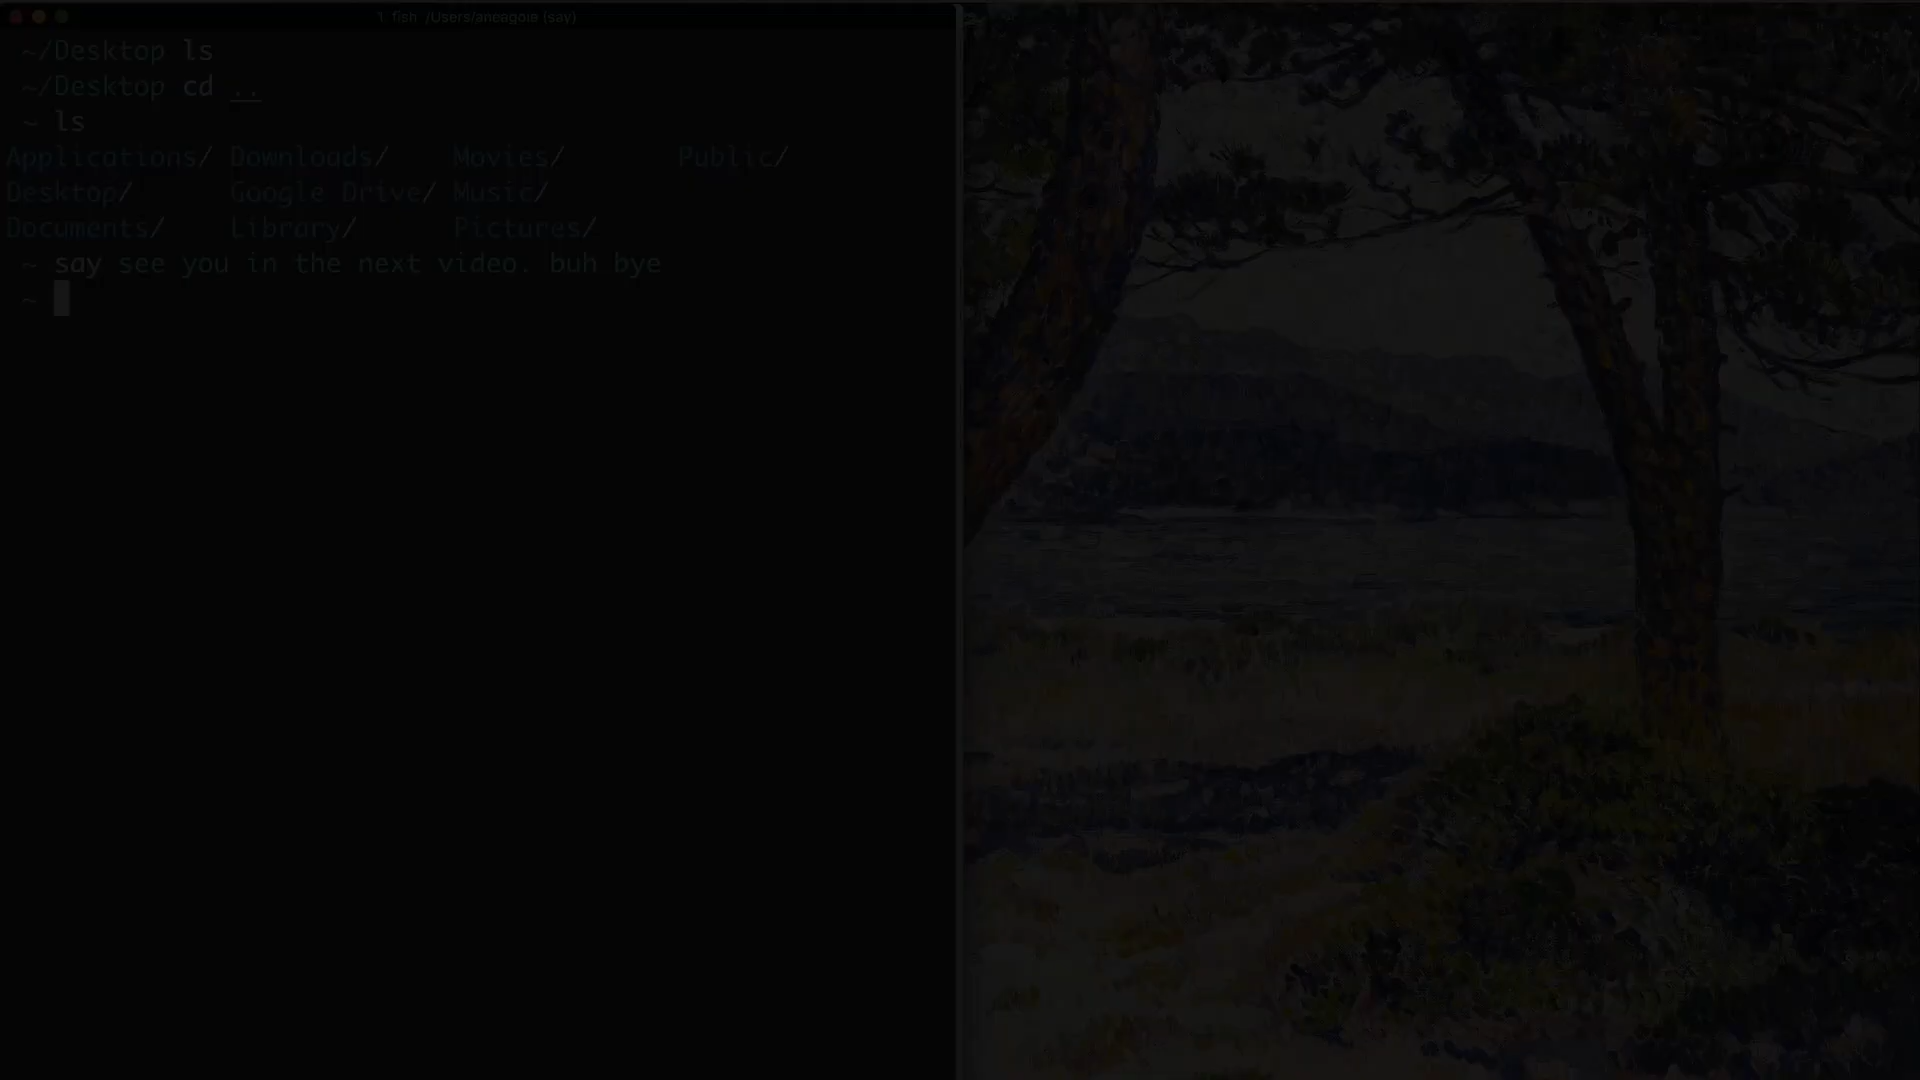 1. fish /Users/aneagoie (say)
~/Desktop ls
~/Desktop cd ..
~ ls
Applications/ Downloads/ Movies/ Public/
Desktop/ Google Drive/ Music/
Documents/ Library/ Pictures/
~ say see you in the next video. buh bye
~